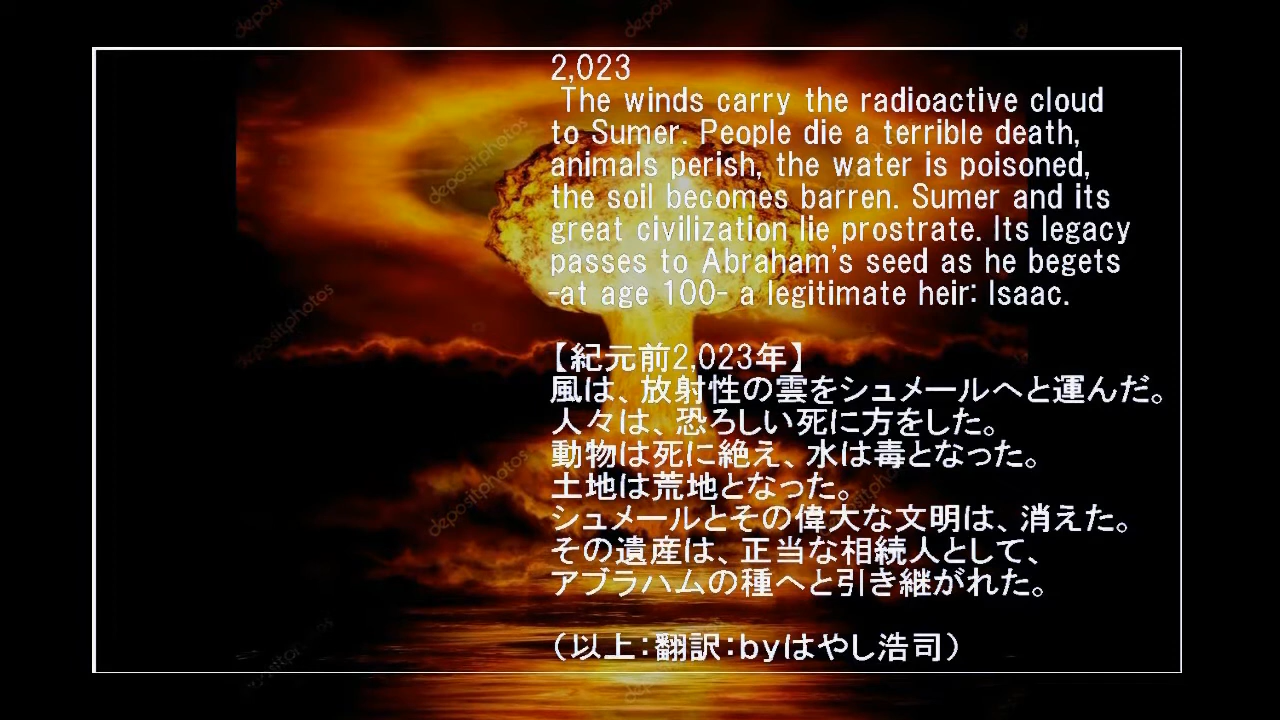 2,023
The winds carry the radioactive cloud
to Sumer. People die a terrible death,
animals perish, the water is poisoned,
the soil becomes barren. Sumer and its
great civilization lie prostrate. Its legacy
passes to Abraham's seed as he begets
-at age 100- a legitimate heir: Isaac.
【紀元前2,023年】
風は、放射性の雲をシュメールへと運んだ。
人々は、恐ろしい死に方をした。
動物は死に絶え、水は毒となった。
土地は荒地となった。
シュメールとその偉大な文明は、消えた。
その遺産は、正当な相続人として、
アブラハムの種へと引き継がれた。
（以上：翻訳：byはやし浩司）
depositphotos
depositphotos
depositphotos
depositphotos